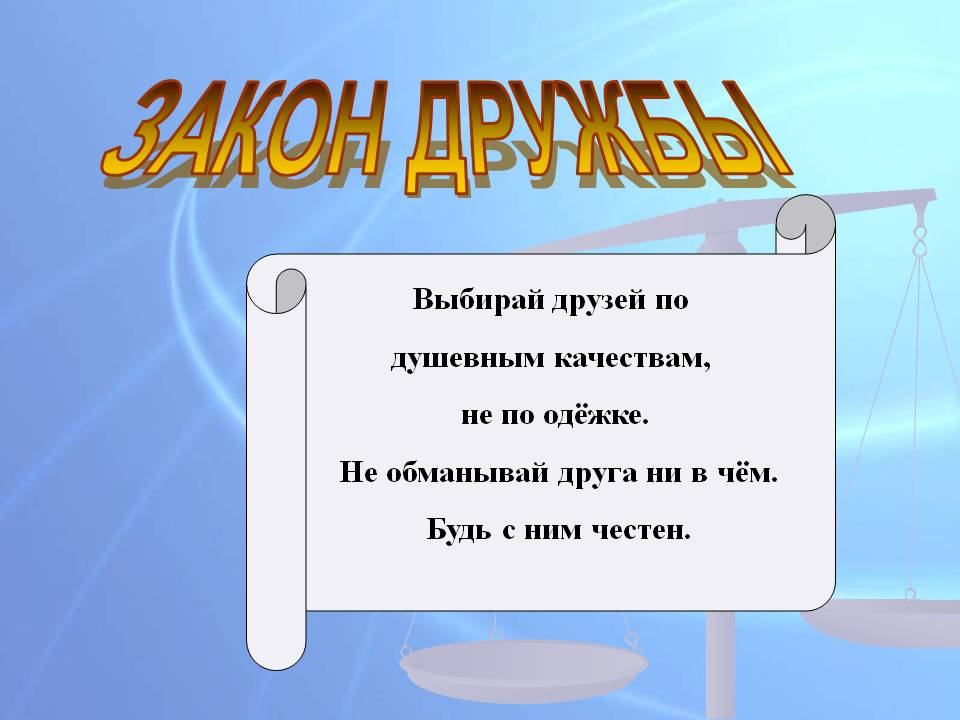 ЗАКОН ДРУЖБЫ
Выбирай друзей по
душевным качествам,
не по одёжке.
Не обманывай друга ни в чём.
Будь с ним честен.